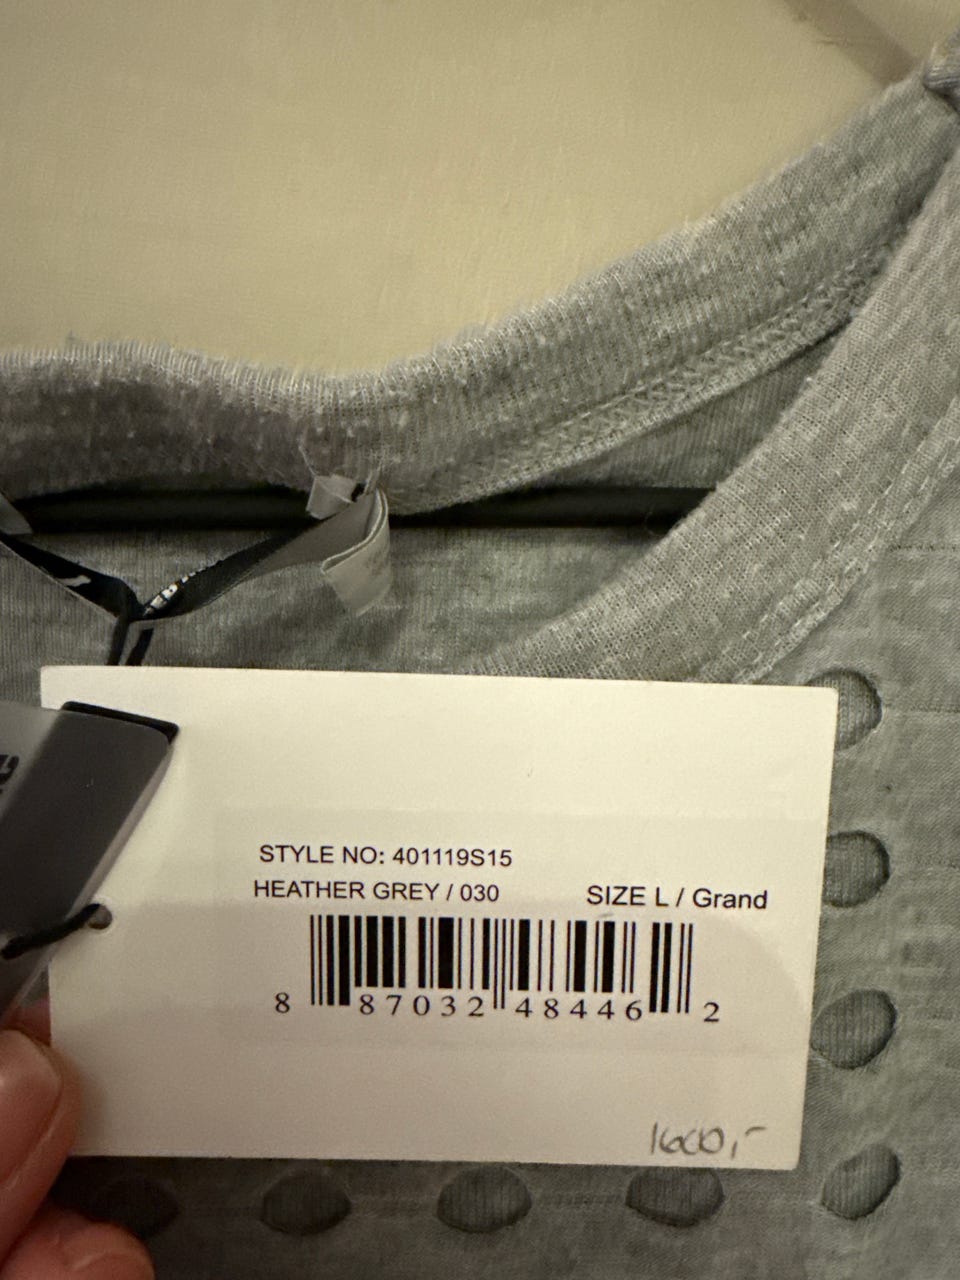 STYLE NO: 401119S15
HEATHER GREY / 030 SIZE L / Grand
8 87032 48446 2
1600,-